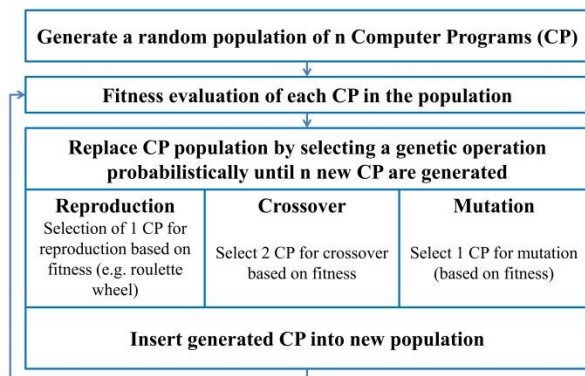 Generate a random population of n Computer Programs (CP)
Fitness evaluation of each CP in the population
Replace CP population by selecting a genetic operation
probabilistically until n new CP are generated
Reproduction
Selection of 1 CP for
reproduction based on
fitness (e.g. roulette
wheel)
Crossover
Select 2 CP for crossover
based on fitness
Mutation
Select 1 CP for mutation
(based on fitness)
Insert generated CP into new population